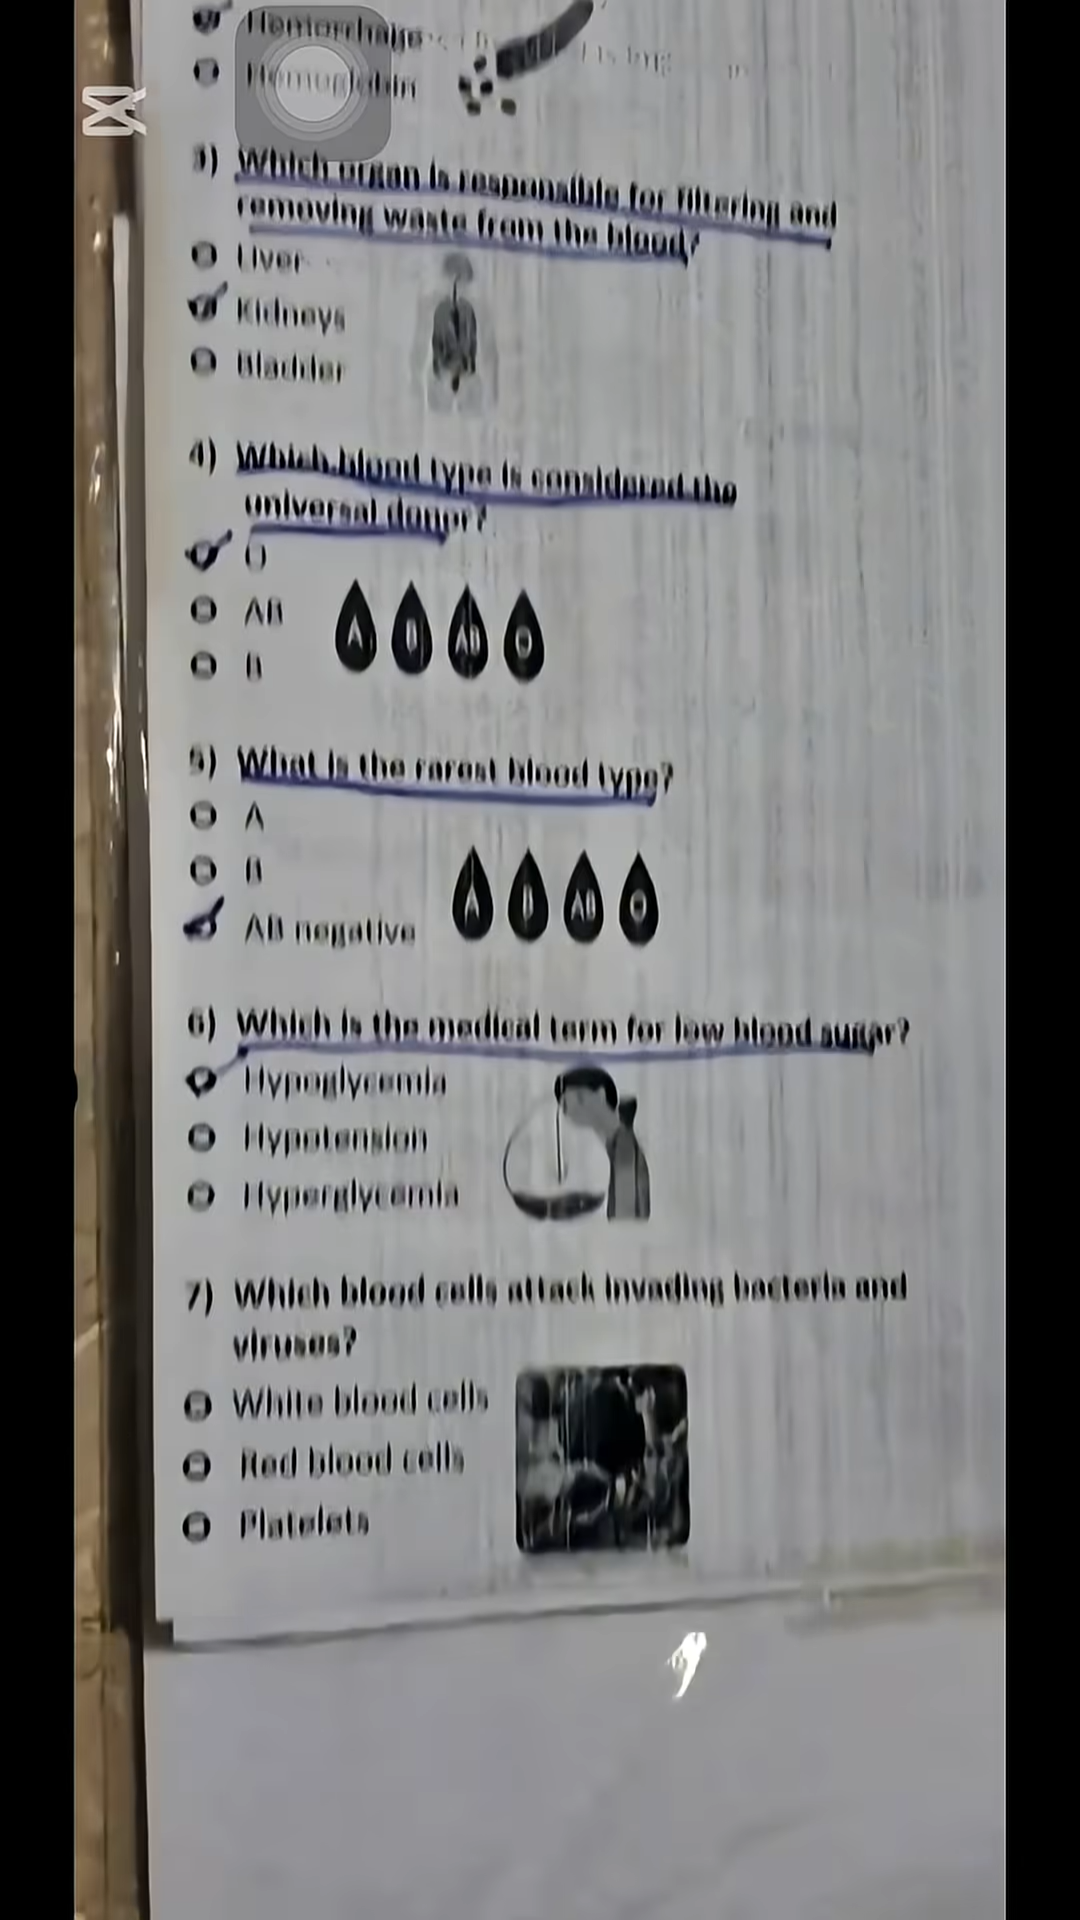 Hemorrhage
Hemoglobin
3) Which organ is responsible for filtering and
removing waste from the blood?
Liver
Kidneys
Bladder
4) Which blood type is considered the
universal donor?
O
AB
B
A B AB O
5) What is the rarest blood type?
A
B
AB negative
A B AB O
6) Which is the medical term for low blood sugar?
Hypoglycemia
Hypotension
Hyperglycemia
7) Which blood cells attack invading bacteria and
viruses?
White blood cells
Red blood cells
Platelets